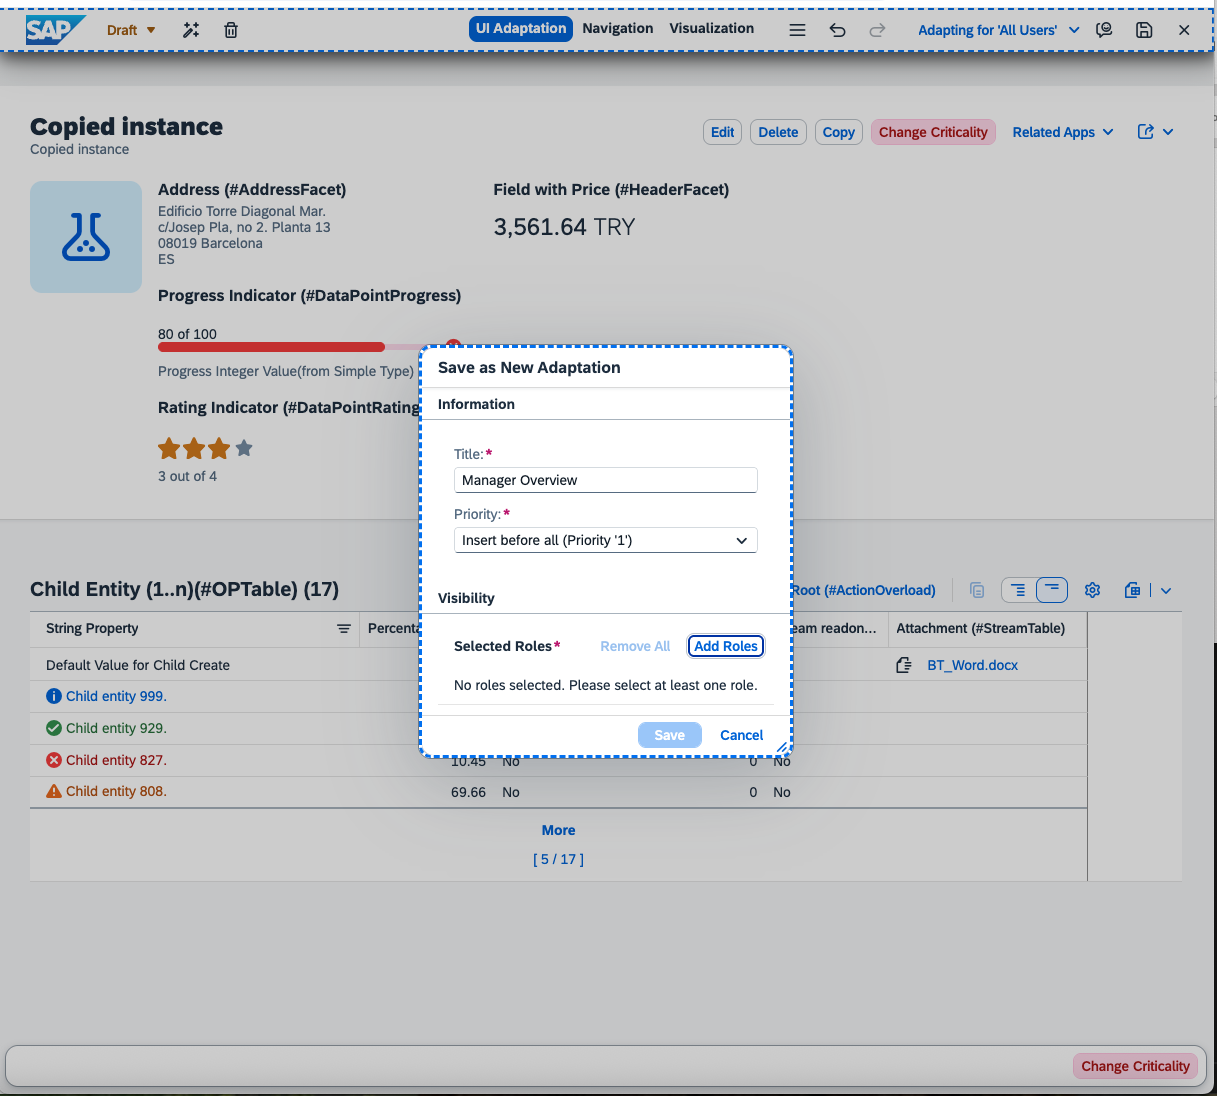 SAP Draft UI Adaptation Navigation Visualization Adapting for 'All Users'
Copied instance
Copied instance
Edit Delete Copy Change Criticality Related Apps
Address (#AddressFacet)
Edificio Torre Diagonal Mar.
c/Josep Pla, no 2. Planta 13
08019 Barcelona
ES
Field with Price (#HeaderFacet)
3,561.64 TRY
Progress Indicator (#DataPointProgress)
80 of 100
Progress Integer Value(from Simple Type)
Rating Indicator (#DataPointRating
3 out of 4
Save as New Adaptation
Information
Title:*
Manager Overview
Priority:*
Insert before all (Priority '1')
Visibility
Selected Roles* Remove All Add Roles
No roles selected. Please select at least one role.
Save Cancel
Child Entity (1..n)(#OPTable) (17) Root (#ActionOverload)
String Property Percenta eam readon... Attachment (#StreamTable)
Default Value for Child Create BT_Word.docx
Child entity 999.
Child entity 929.
Child entity 827. 10.45 No 0 No
Child entity 808. 69.66 No 0 No
More
[ 5 / 17 ]
Change Criticality